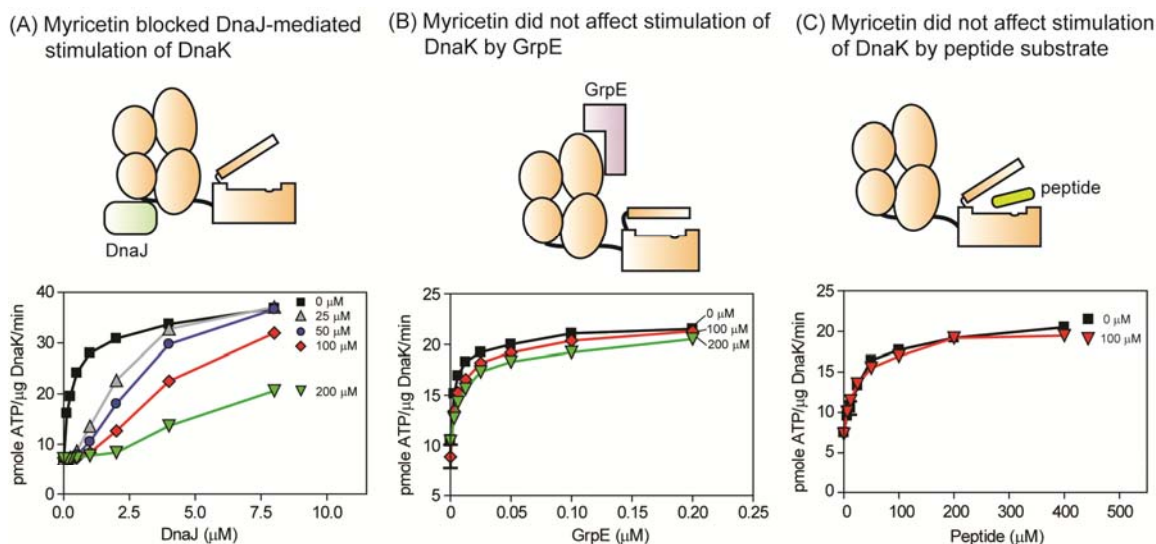 (A) Myricetin blocked DnaJ-mediated
stimulation of DnaK
DnaJ
40
30
20
10
0
0.0
2.5
5.0
7.5
10.0
pmole ATP/µg DnaK/min
DnaJ (µM)
0 µM
25 µM
50 µM
100 µM
200 µM
(B) Myricetin did not affect stimulation of
DnaK by GrpE
GrpE
25
20
15
10
5
0
0.05
0.10
0.15
0.20
pmole ATP/µg DnaK/min
GrpE (µM)
0 µM
100 µM
200 µM
(C) Myricetin did not affect stimulation
of DnaK by peptide substrate
peptide
25
20
15
10
5
0
0
100
200
300
400
500
pmole ATP/µg DnaK/min
Peptide (µM)
0 µM
100 µM